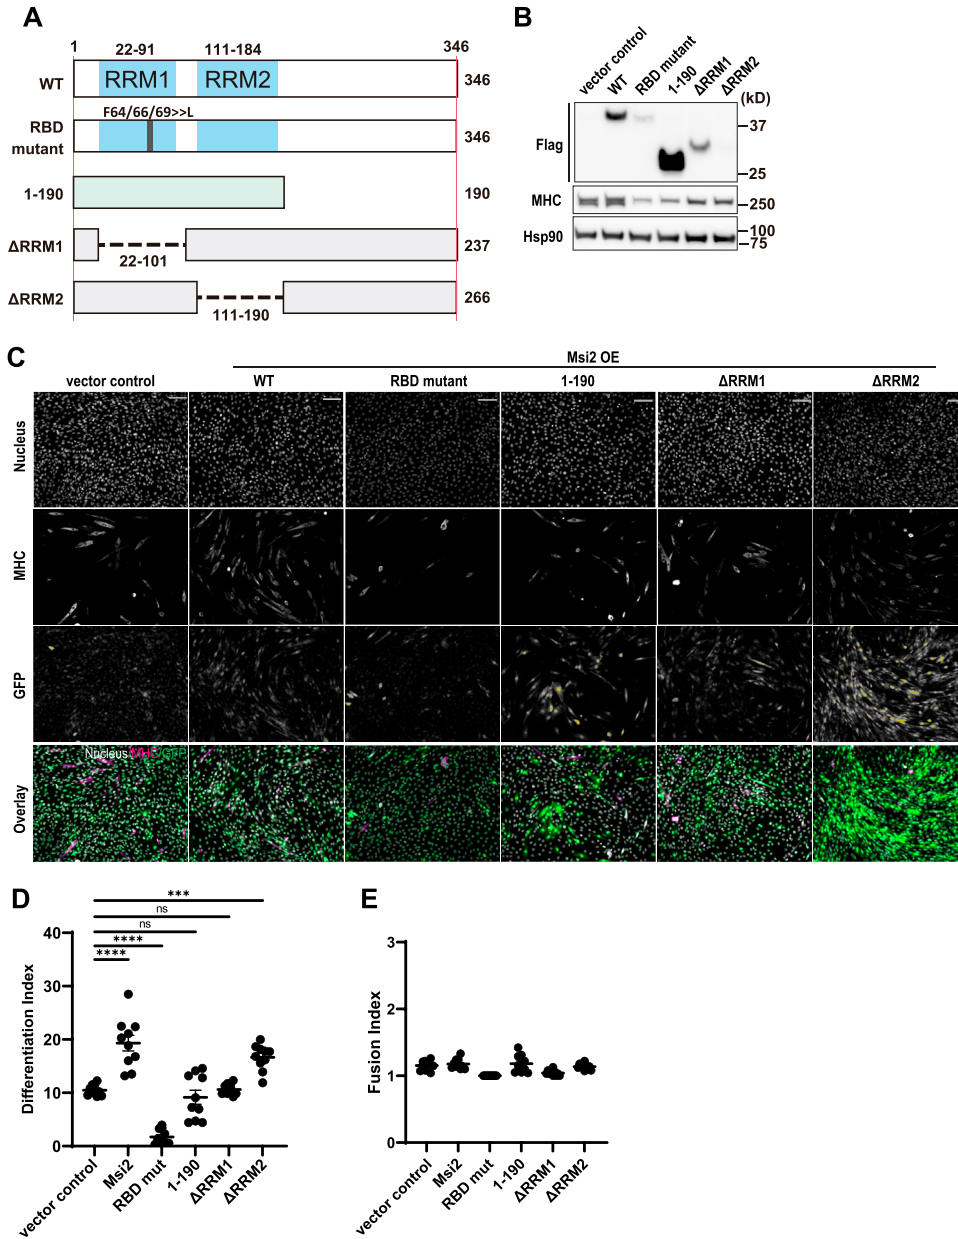 A
1
22-91
111-184
346
WT
RRM1
RRM2
346
F64/66/69>>L
RBD
mutant
346
1-190
190
ΔRRM1
22-101
237
ΔRRM2
111-190
266
B
vector control
WT
RBD mutant
1-190
ΔRRM1
ΔRRM2
(kD)
Flag
37
25
MHC
250
Hsp90
100
75
C
Msi2 OE
vector control
WT
RBD mutant
1-190
ΔRRM1
ΔRRM2
Nucleus
MHC
GFP
Overlay
Nucleus/MHC/GFP
D
***
ns
ns
****
****
Differentiation Index
40
30
20
10
0
vector control
Msi2
RBD mut
1-190
ΔRRM1
ΔRRM2
E
Fusion Index
3
2
1
0
vector control
Msi2
RBD mut
1-190
ΔRRM1
ΔRRM2